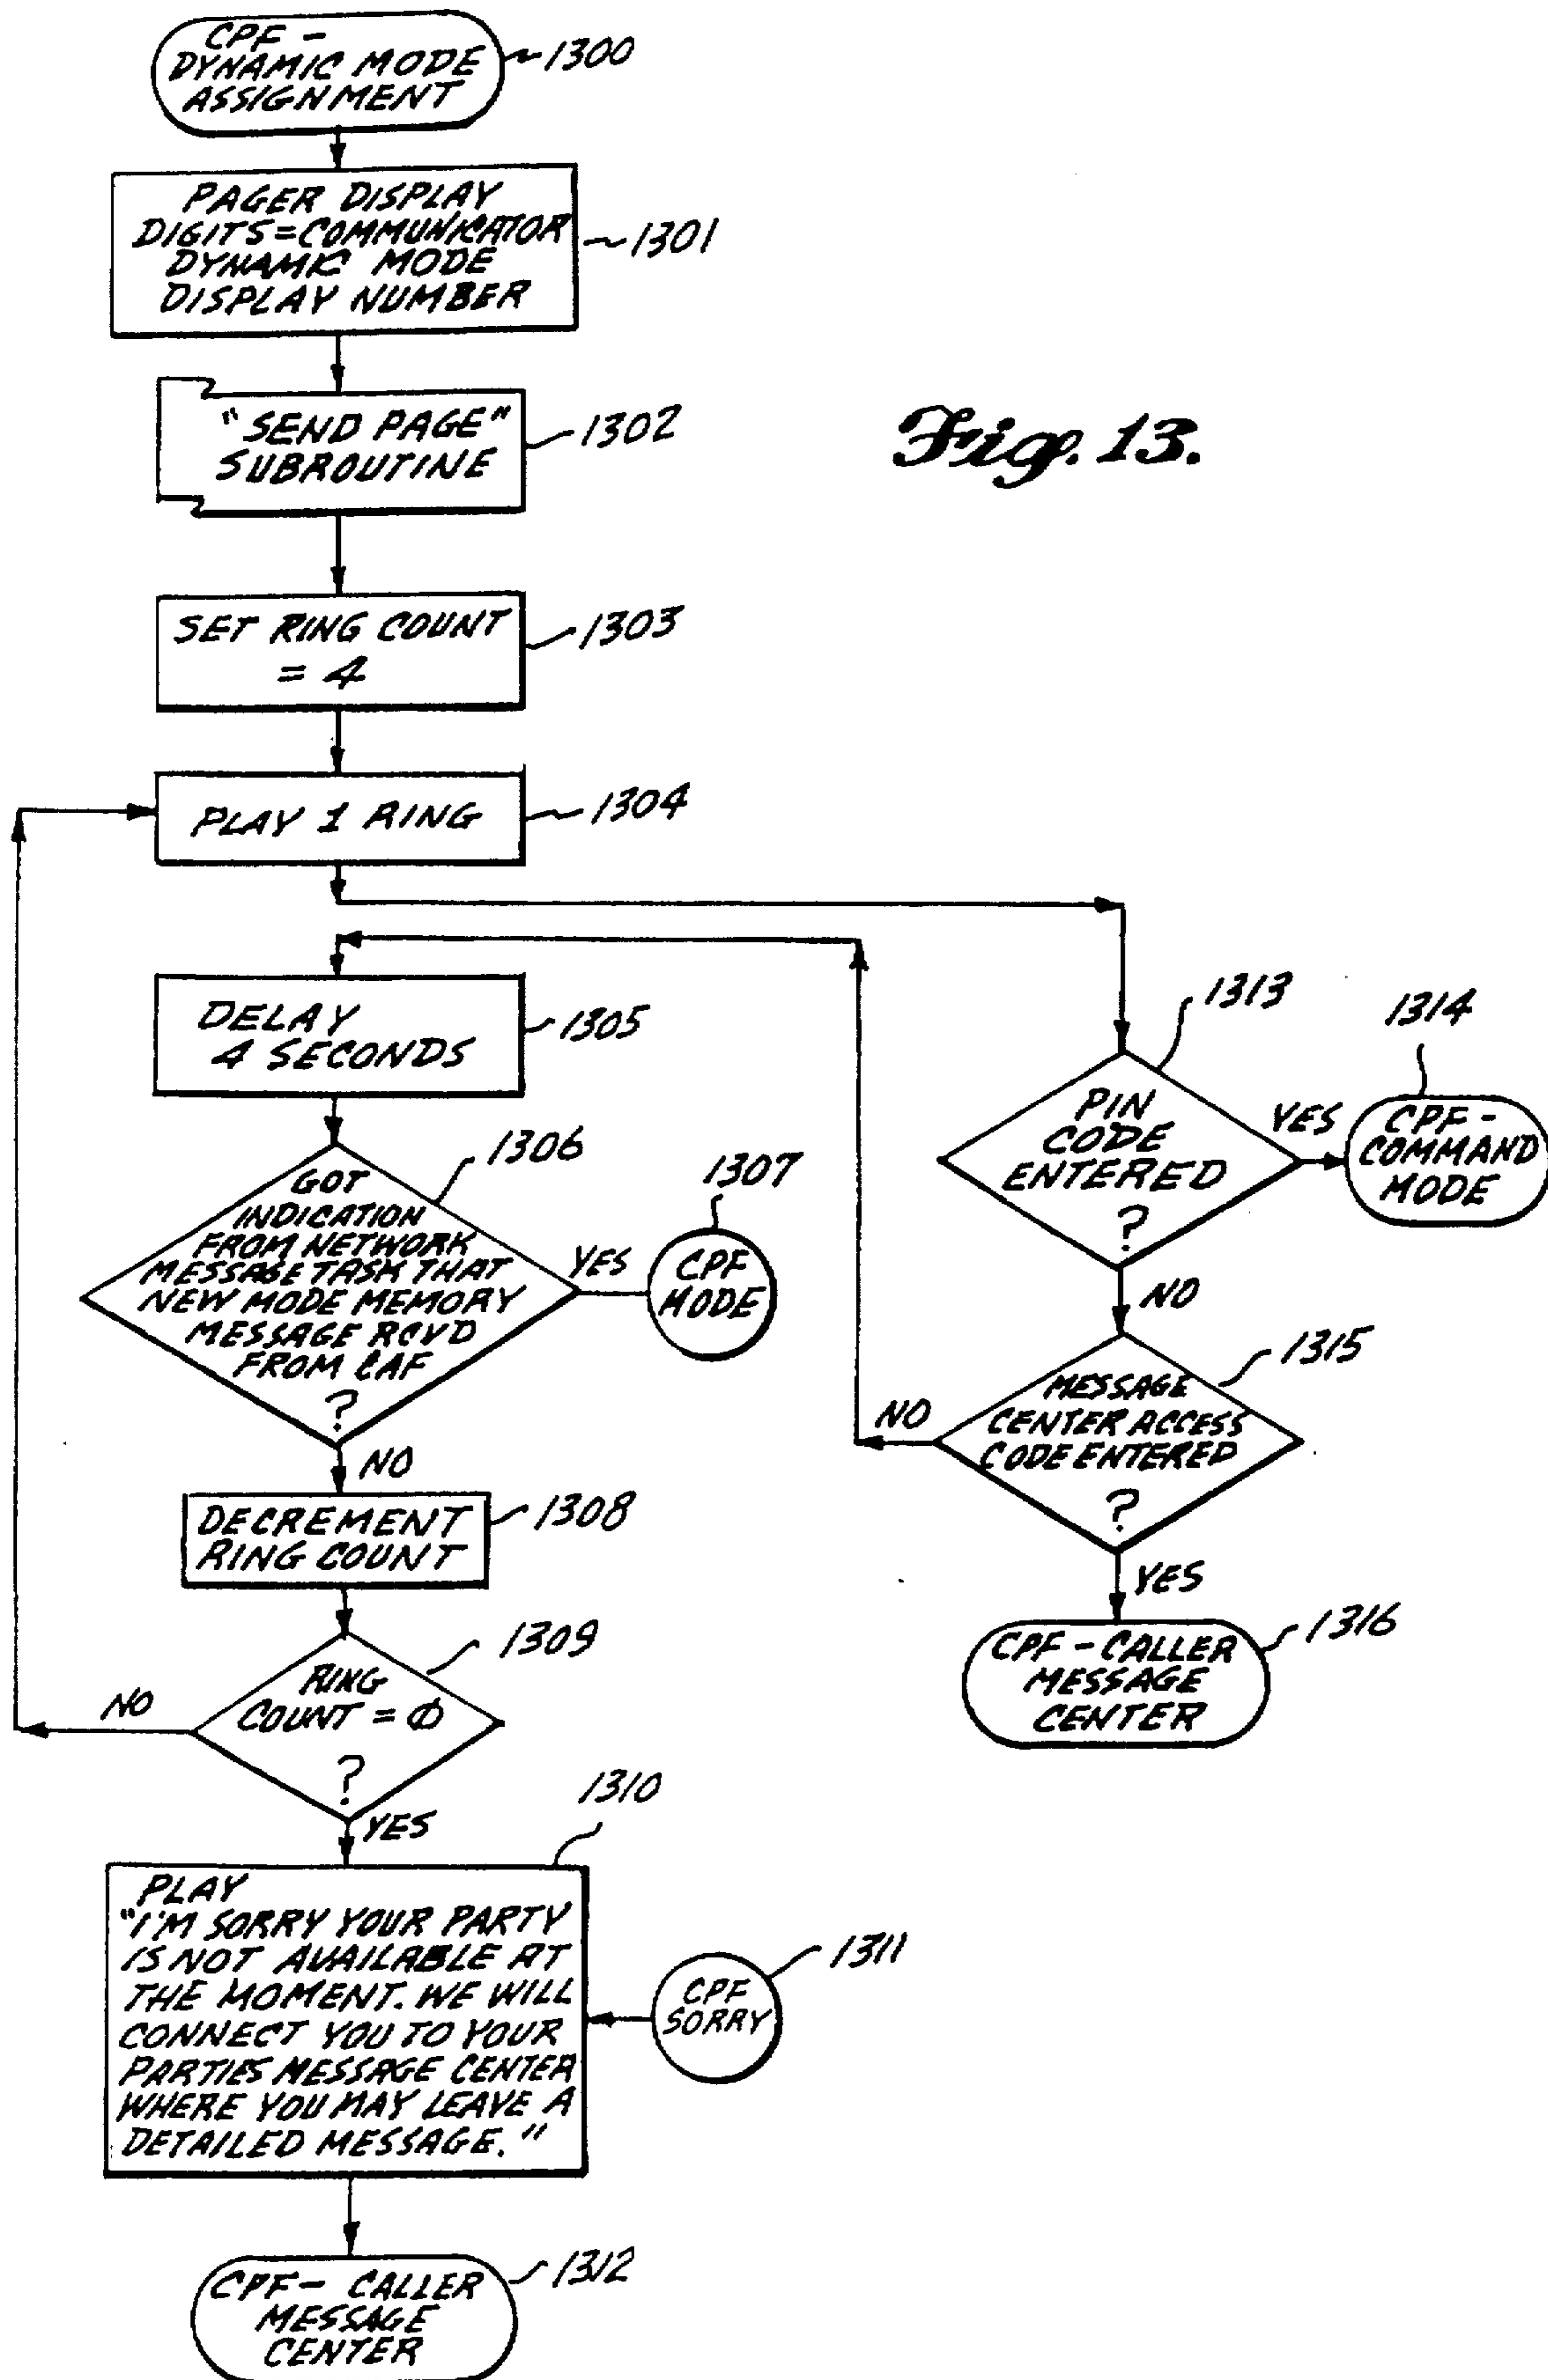 CPF -
DYNAMIC MODE
ASSIGNMENT
1300
PAGER DISPLAY
DIGITS=COMMUNICATOR
DYNAMIC MODE
DISPLAY NUMBER
1301
"SEND PAGE"
SUBROUTINE
1302
Fig. 13.
SET RING COUNT
= 4
1303
PLAY 1 RING
1304
DELAY
4 SECONDS
1305
1313
PIN
CODE
ENTERED
?
YES
1314
CPF -
COMMAND
MODE
1306
GOT
INDICATION
FROM NETWORK
MESSAGE TASK THAT
NEW MODE MEMORY
MESSAGE RCVD
FROM CAF
?
YES
1307
CPF
MODE
NO
1315
MESSAGE
CENTER ACCESS
CODE ENTERED
?
NO
NO
DECREMENT
RING COUNT
1308
YES
1316
CPF - CALLER
MESSAGE
CENTER
1309
RING
COUNT = Φ
?
NO
YES
1310
PLAY
"I'M SORRY YOUR PARTY
IS NOT AVAILABLE AT
THE MOMENT. WE WILL
CONNECT YOU TO YOUR
PARTIES MESSAGE CENTER
WHERE YOU MAY LEAVE A
DETAILED MESSAGE."
1311
CPF
SORRY
CPF - CALLER
MESSAGE
CENTER
1312